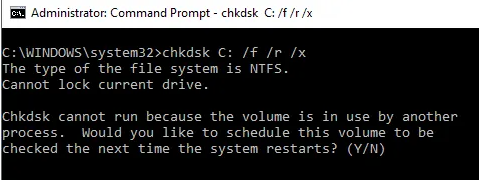 Administrator: Command Prompt - chkdsk C: /f /r /x
C:\WINDOWS\system32>chkdsk C: /f /r /x
The type of the file system is NTFS.
Cannot lock current drive.
Chkdsk cannot run because the volume is in use by another
process.  Would you like to schedule this volume to be
checked the next time the system restarts? (Y/N)